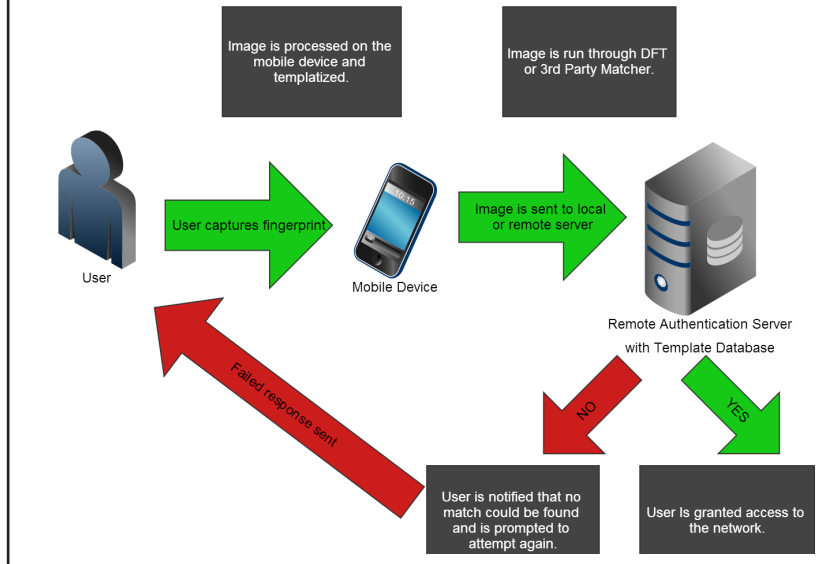 Image is processed on the
mobile device and
templatized.
Image is run through DFT
or 3rd Party Matcher.
User captures fingerprint
10:15
Image is sent to local
or remote server
User
Mobile Device
Remote Authentication Server
with Template Database
Failed response sent
NO
YES
User is notified that no
match could be found
and is prompted to
attempt again.
User Is granted access to
the network.